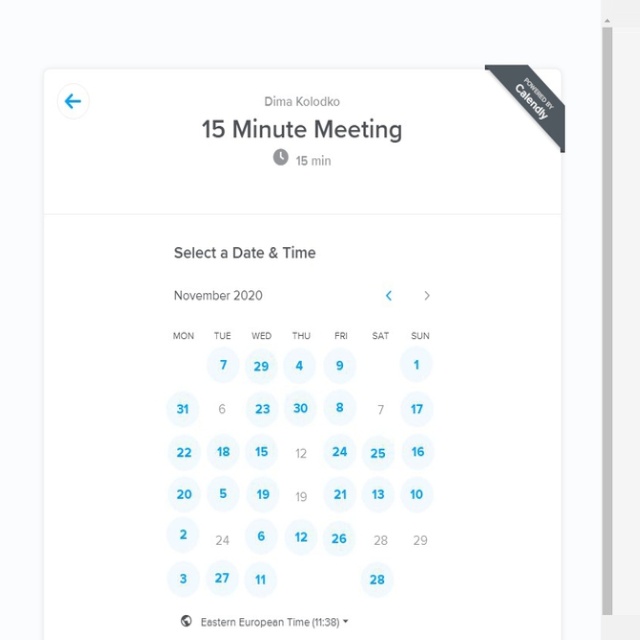 POWERED BY
Calendly
Dima Kolodko
15 Minute Meeting
15 min
Select a Date & Time
November 2020
MON TUE WED THU FRI SAT SUN
7 29 4 9 1
31 6 23 30 8 7 17
22 18 15 12 24 25 16
20 5 19 19 21 13 10
2 24 6 12 26 28 29
3 27 11 28
Eastern European Time (11:38)